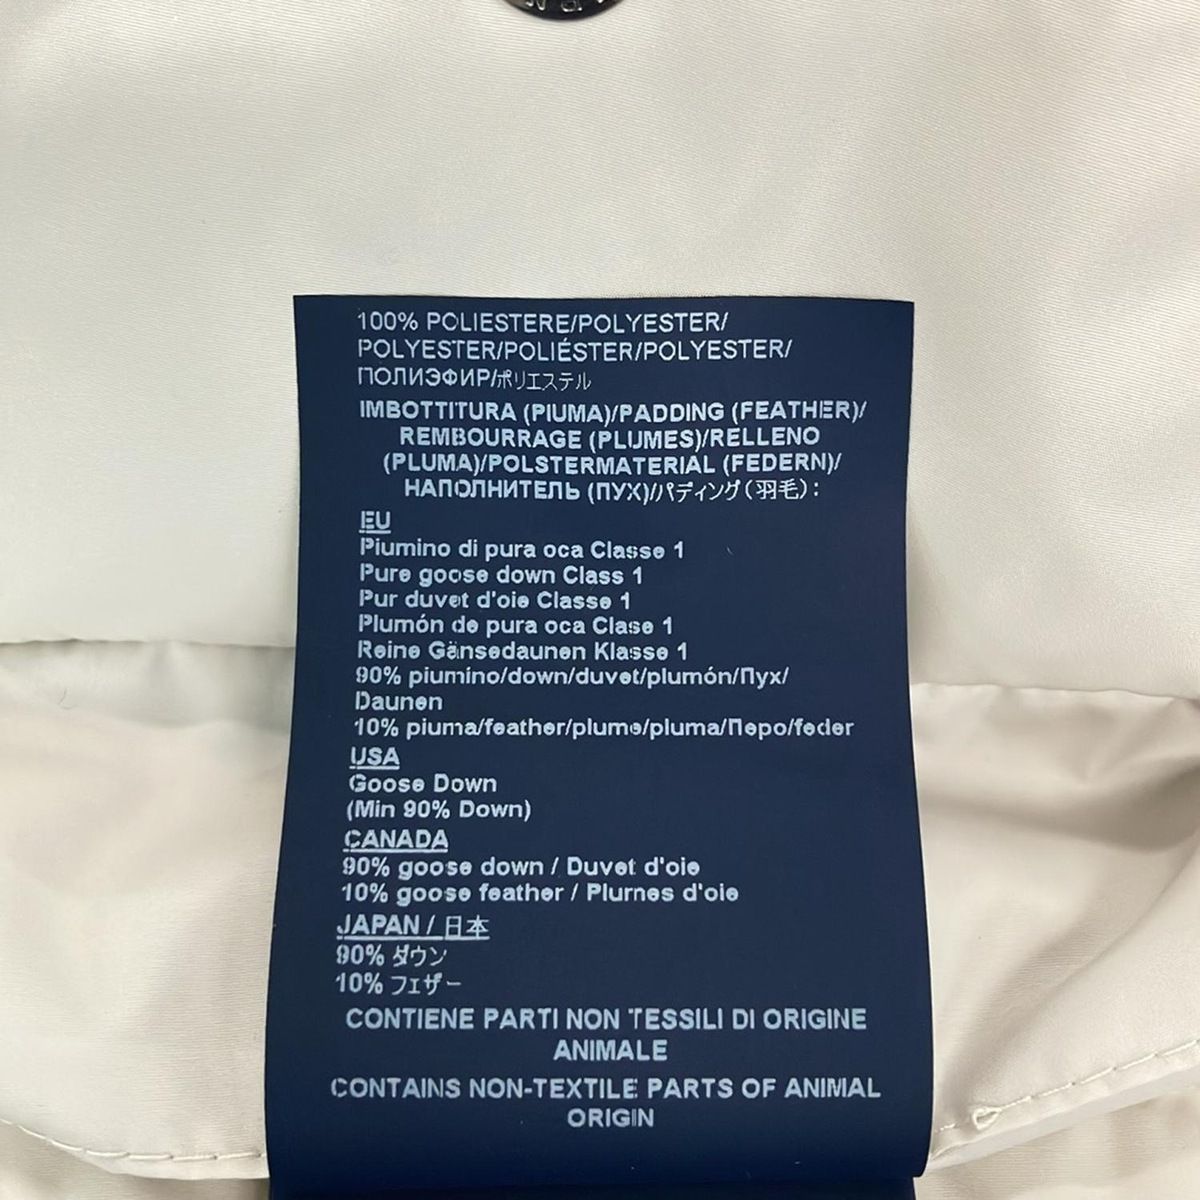 100% POLIESTERE/POLYESTER/
POLYESTER/POLIÉSTER/POLYESTER/
ПОЛИЭФИР/ポリエステル
IMBOTTITURA (PIUMA)/PADDING (FEATHER)/
REMBOURRAGE (PLUMES)/RELLENO
(PLUMA)/POLSTERMATERIAL (FEDERN)/
НАПОЛНИТЕЛЬ (ПУХ)/パディング(羽毛):
EU
Piumino di pura oca Classe 1
Pure goose down Class 1
Pur duvet d'oie Classe 1
Plumón de pura oca Clase 1
Reine Gänsedaunen Klasse 1
90% piumino/down/duvet/plumón/Пух/
Daunen
10% piuma/feather/plume/pluma/Перо/feder
USA
Goose Down
(Min 90% Down)
CANADA
90% goose down / Duvet d'oie
10% goose feather / Plurnes d'oie
JAPAN / 日本
90% ダウン
10% フェザー
CONTIENE PARTI NON TESSILI DI ORIGINE
ANIMALE
CONTAINS NON-TEXTILE PARTS OF ANIMAL
ORIGIN